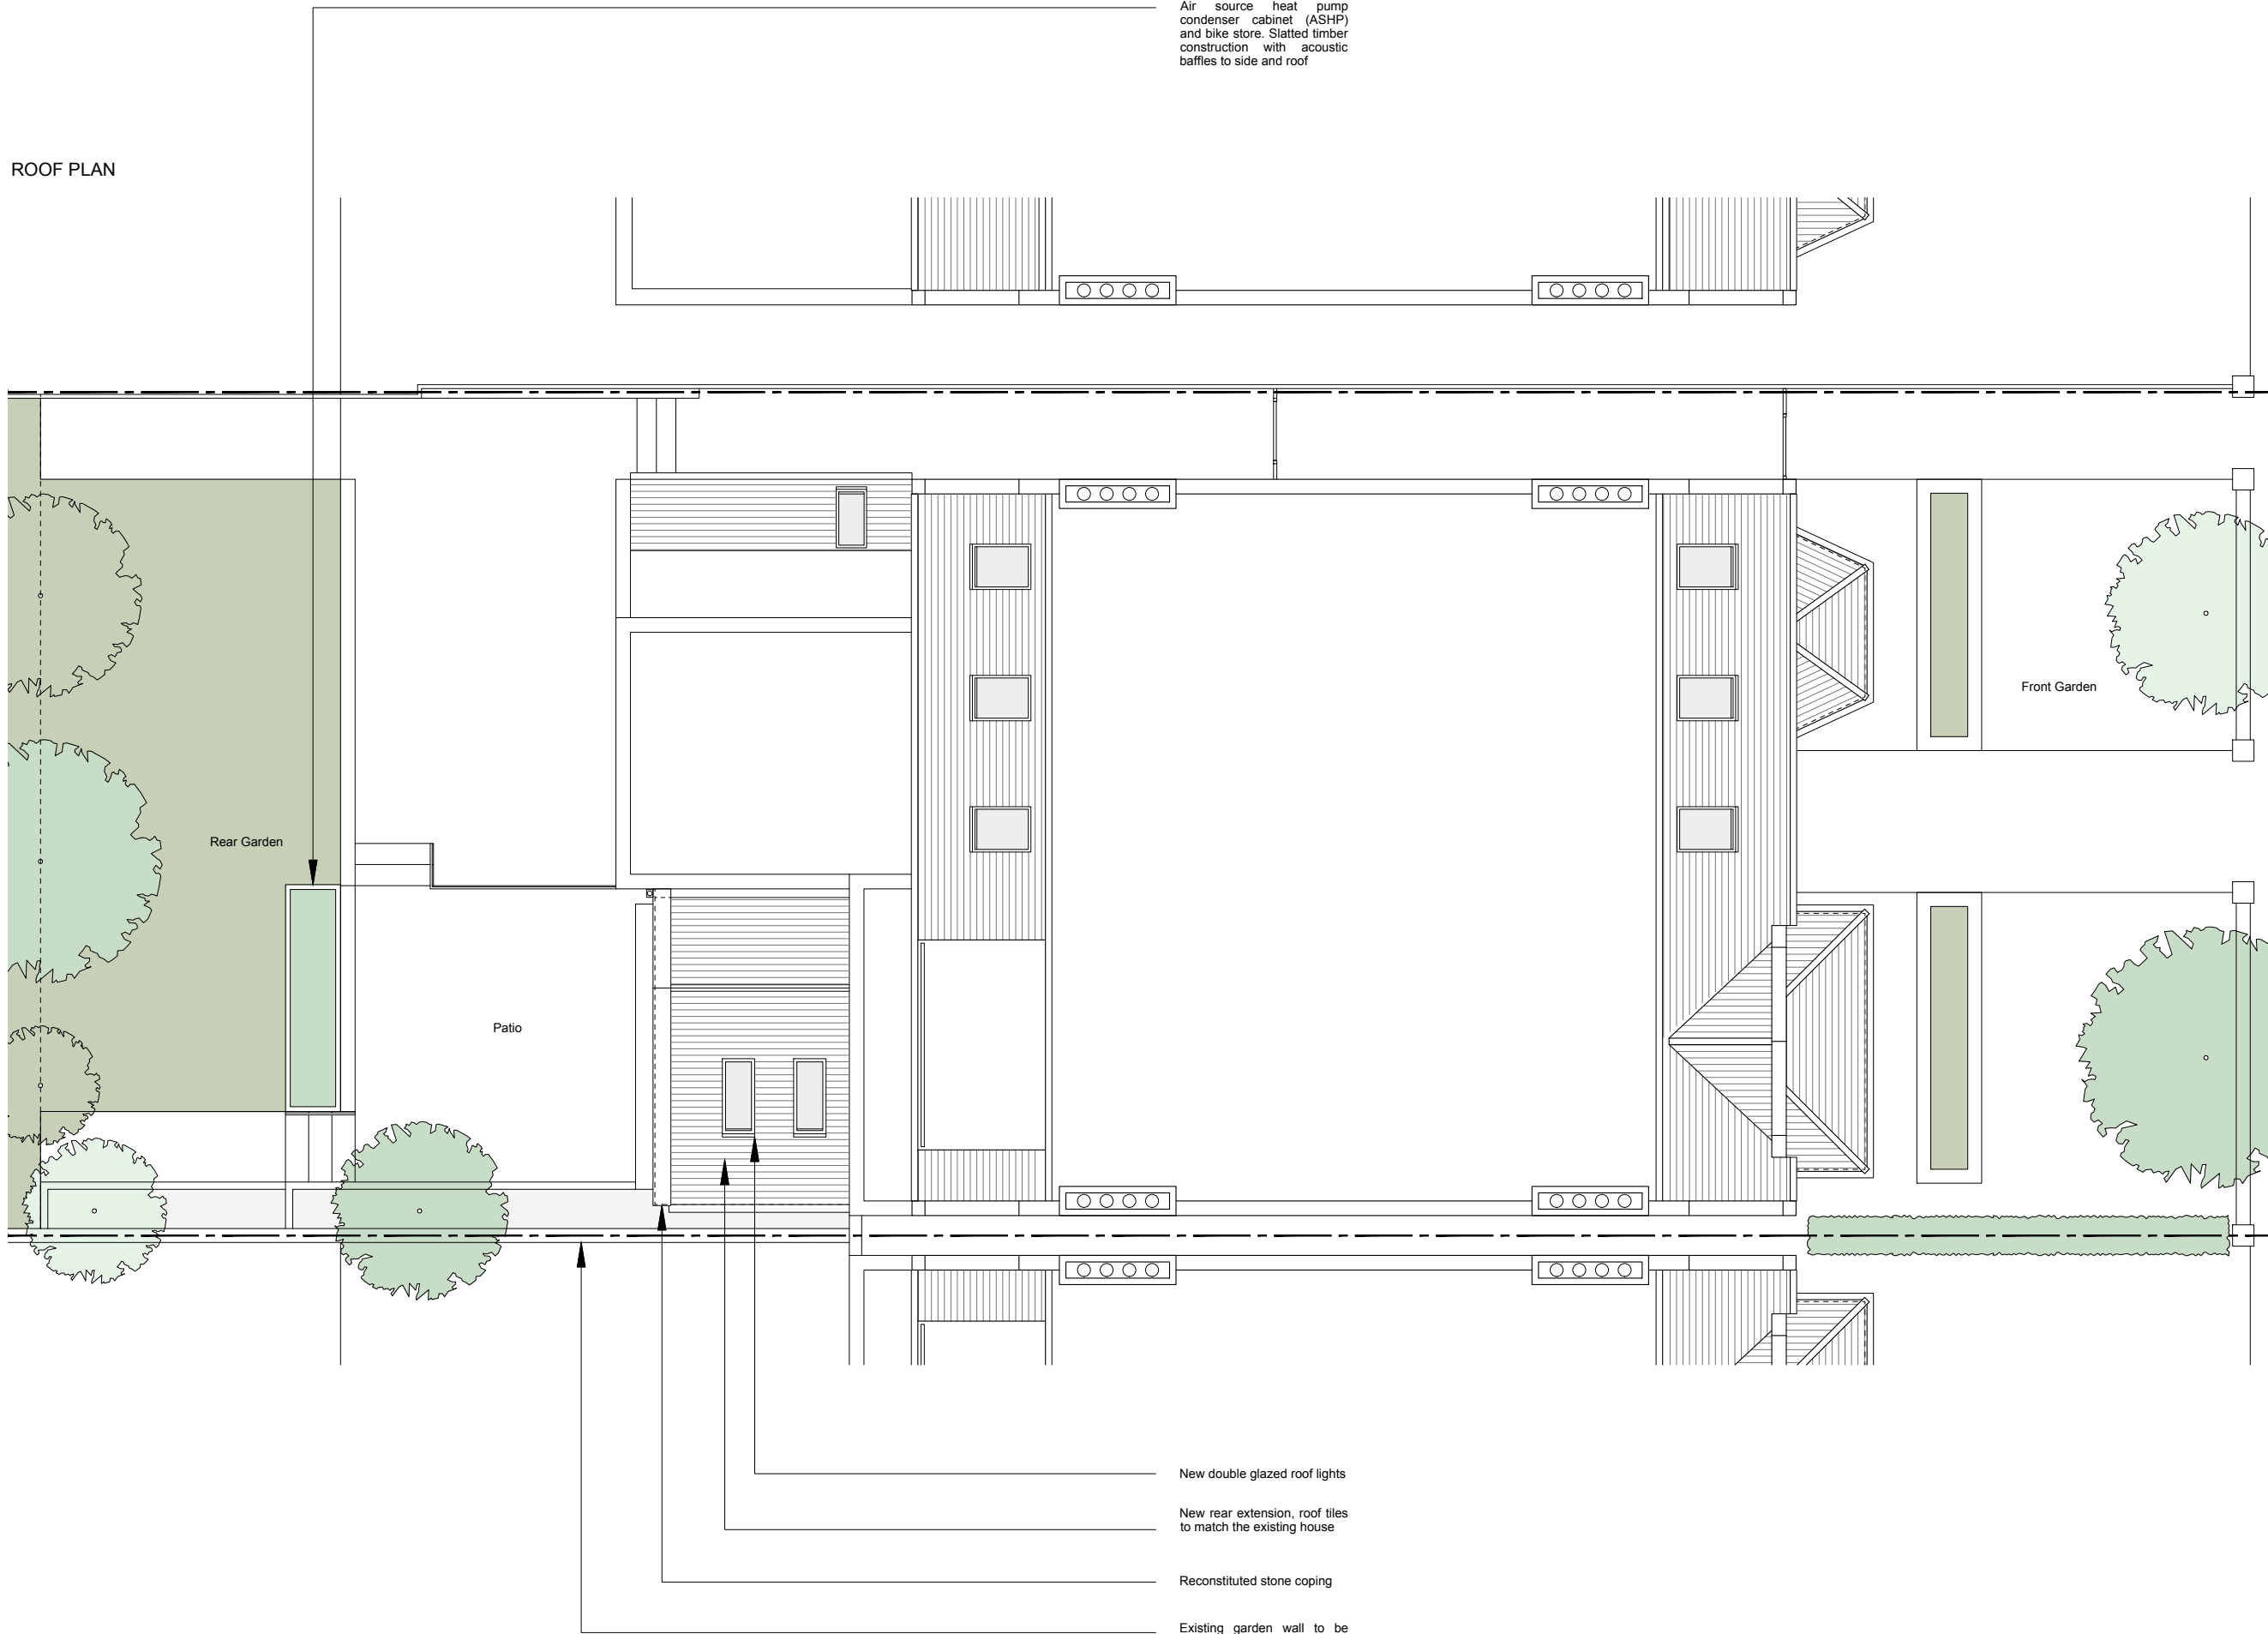 Air source heat pump
condenser cabinet (ASHP)
and bike store. Slatted timber
construction with acoustic
baffles to side and roof
ROOF PLAN
Front Garden
Rear Garden
Patio
New double glazed roof lights
New rear extension, roof tiles
to match the existing house
Reconstituted stone coping
Existing garden wall to be